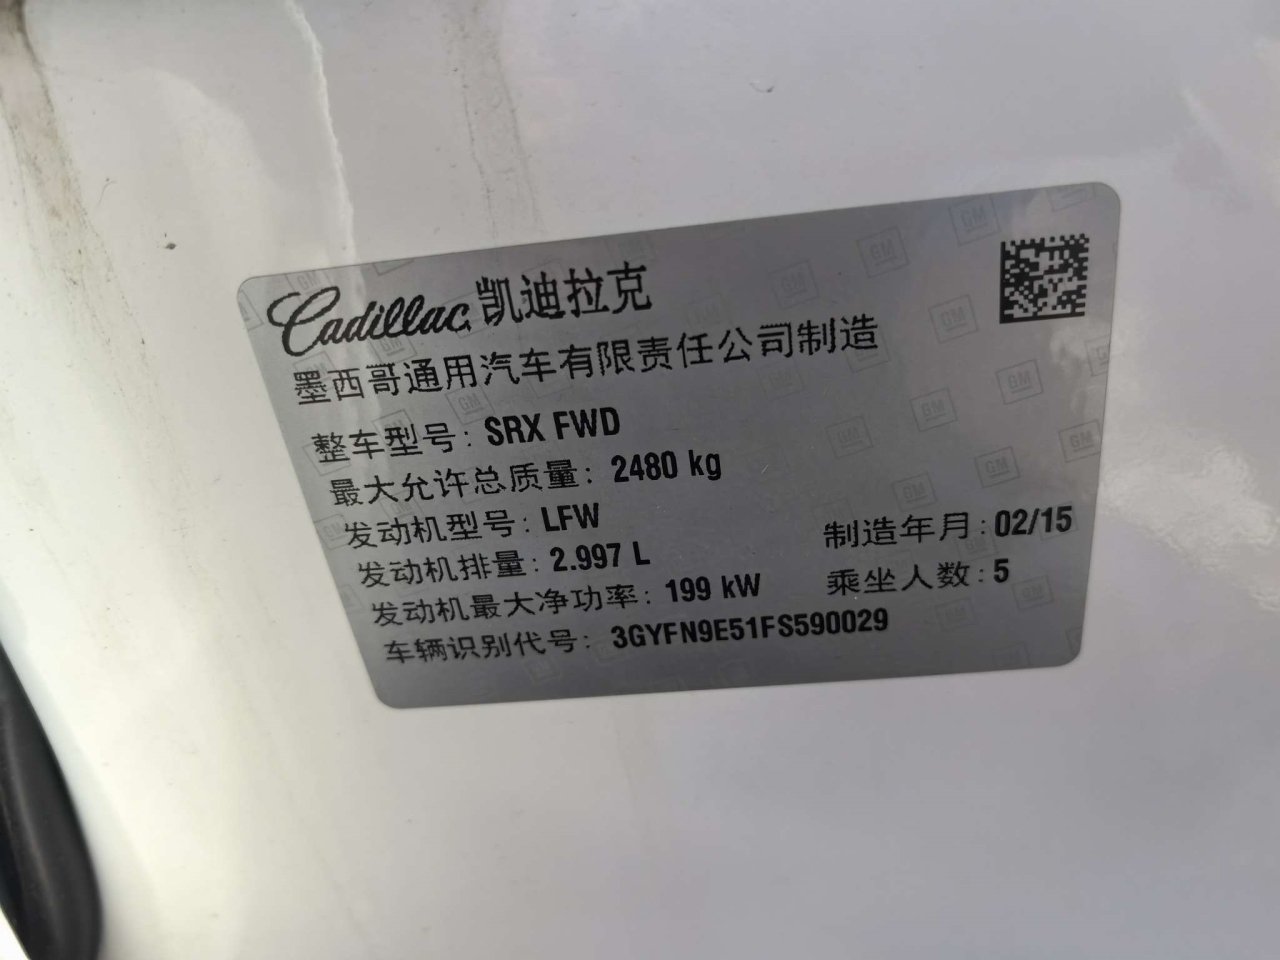 Cadillac 凯迪拉克
墨西哥通用汽车有限责任公司制造
整车型号: SRX FWD
最大允许总质量: 2480 kg
发动机型号: LFW
发动机排量: 2.997 L 制造年月: 02/15
发动机最大净功率: 199 kW 乘坐人数: 5
车辆识别代号: 3GYFN9E51FS590029